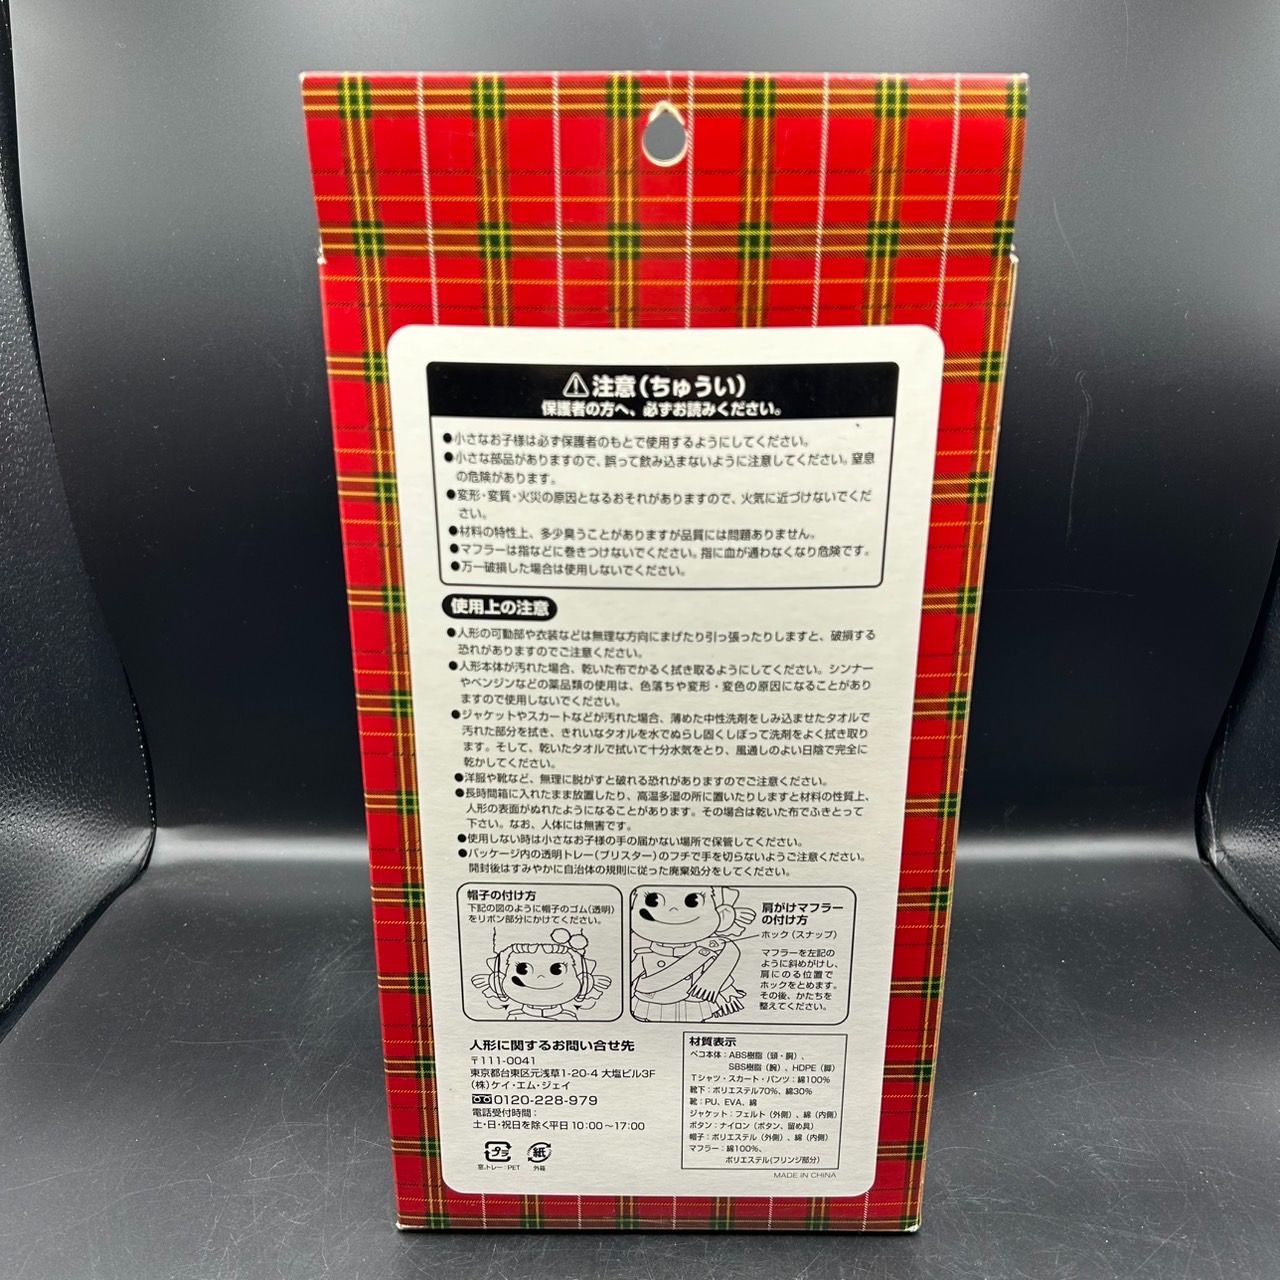 ⚠注意(ちゅうい)
保護者の方へ、必ずお読みください。
●小さなお子様は必ず保護者のもとで使用するようにしてください。
●小さな部品がありますので、誤って飲み込まないように注意してください。窒息
の危険があります。
●変形・変質・火災の原因となるおそれがありますので、火気に近づけないでくだ
さい。
●材料の特性上、多少臭うことがありますが品質には問題ありません。
●マフラーは指などに巻きつけないでください。指に血が通わなくなり危険です。
●万一破損した場合は使用しないでください。
使用上の注意
●人形の可動部や衣装などは無理な方向にまげたり引っ張ったりしますと、破損する
恐れがありますのでご注意ください。
●人形本体が汚れた場合、乾いた布でかるく拭き取るようにしてください。シンナー
やベンジンなどの薬品類の使用は、色落ちや変形・変色の原因になることがあり
ますので使用しないでください。
●ジャケットやスカートなどが汚れた場合、薄めた中性洗剤をしみ込ませたタオルで
汚れた部分を拭き、きれいなタオルを水でぬらし固くしぼって洗剤をよく拭き取り
ます。そして、乾いたタオルで拭いて十分水気をとり、風通しのよい日陰で完全に
乾かしてください。
●洋服や靴など、無理に脱がすと破れる恐れがありますのでご注意ください。
●長時間箱に入れたまま放置したり、高温多湿の所に置いたりしますと材料の性質上、
人形の表面がぬれたようになることがあります。その場合は乾いた布でふきとって
下さい。なお、人体には無害です。
●使用しない時は小さなお子様の手の届かない場所で保管してください。
●パッケージ内の透明トレー(ブリスター)のフチで手を切らないようご注意ください。
開封後はすみやかに自治体の規則に従った廃棄処分をしてください。
帽子の付け方
下記の図のように帽子のゴム(透明)
をリボン部分にかけてください。
肩がけマフラー
の付け方
ホック(スナップ)
マフラーを左記の
ように斜めがけし、
肩にのる位置で
ホックをとめます。
その後、かたちを
整えてください。
人形に関するお問い合せ先
〒111-0041
東京都台東区元浅草1-20-4 大塩ビル3F
(株)ケイ・エム・ジェイ
0120-228-979
電話受付時間:
土・日・祝日を除く平日 10:00〜17:00
プラ
窓、トレー:PET
紙
外箱
材質表示
ペコ本体:ABS樹脂(頭・胴)、
SBS樹脂(腕)、HDPE(脚)
Tシャツ・スカート・パンツ:綿100%
靴下:ポリエステル70%、綿30%
靴:PU、EVA、綿
ジャケット:フェルト(外側)、綿(内側)
ボタン:ナイロン(ボタン、留め具)
帽子:ポリエステル(外側)、綿(内側)
マフラー:綿100%、
ポリエステル(フリンジ部分)
MADE IN CHINA